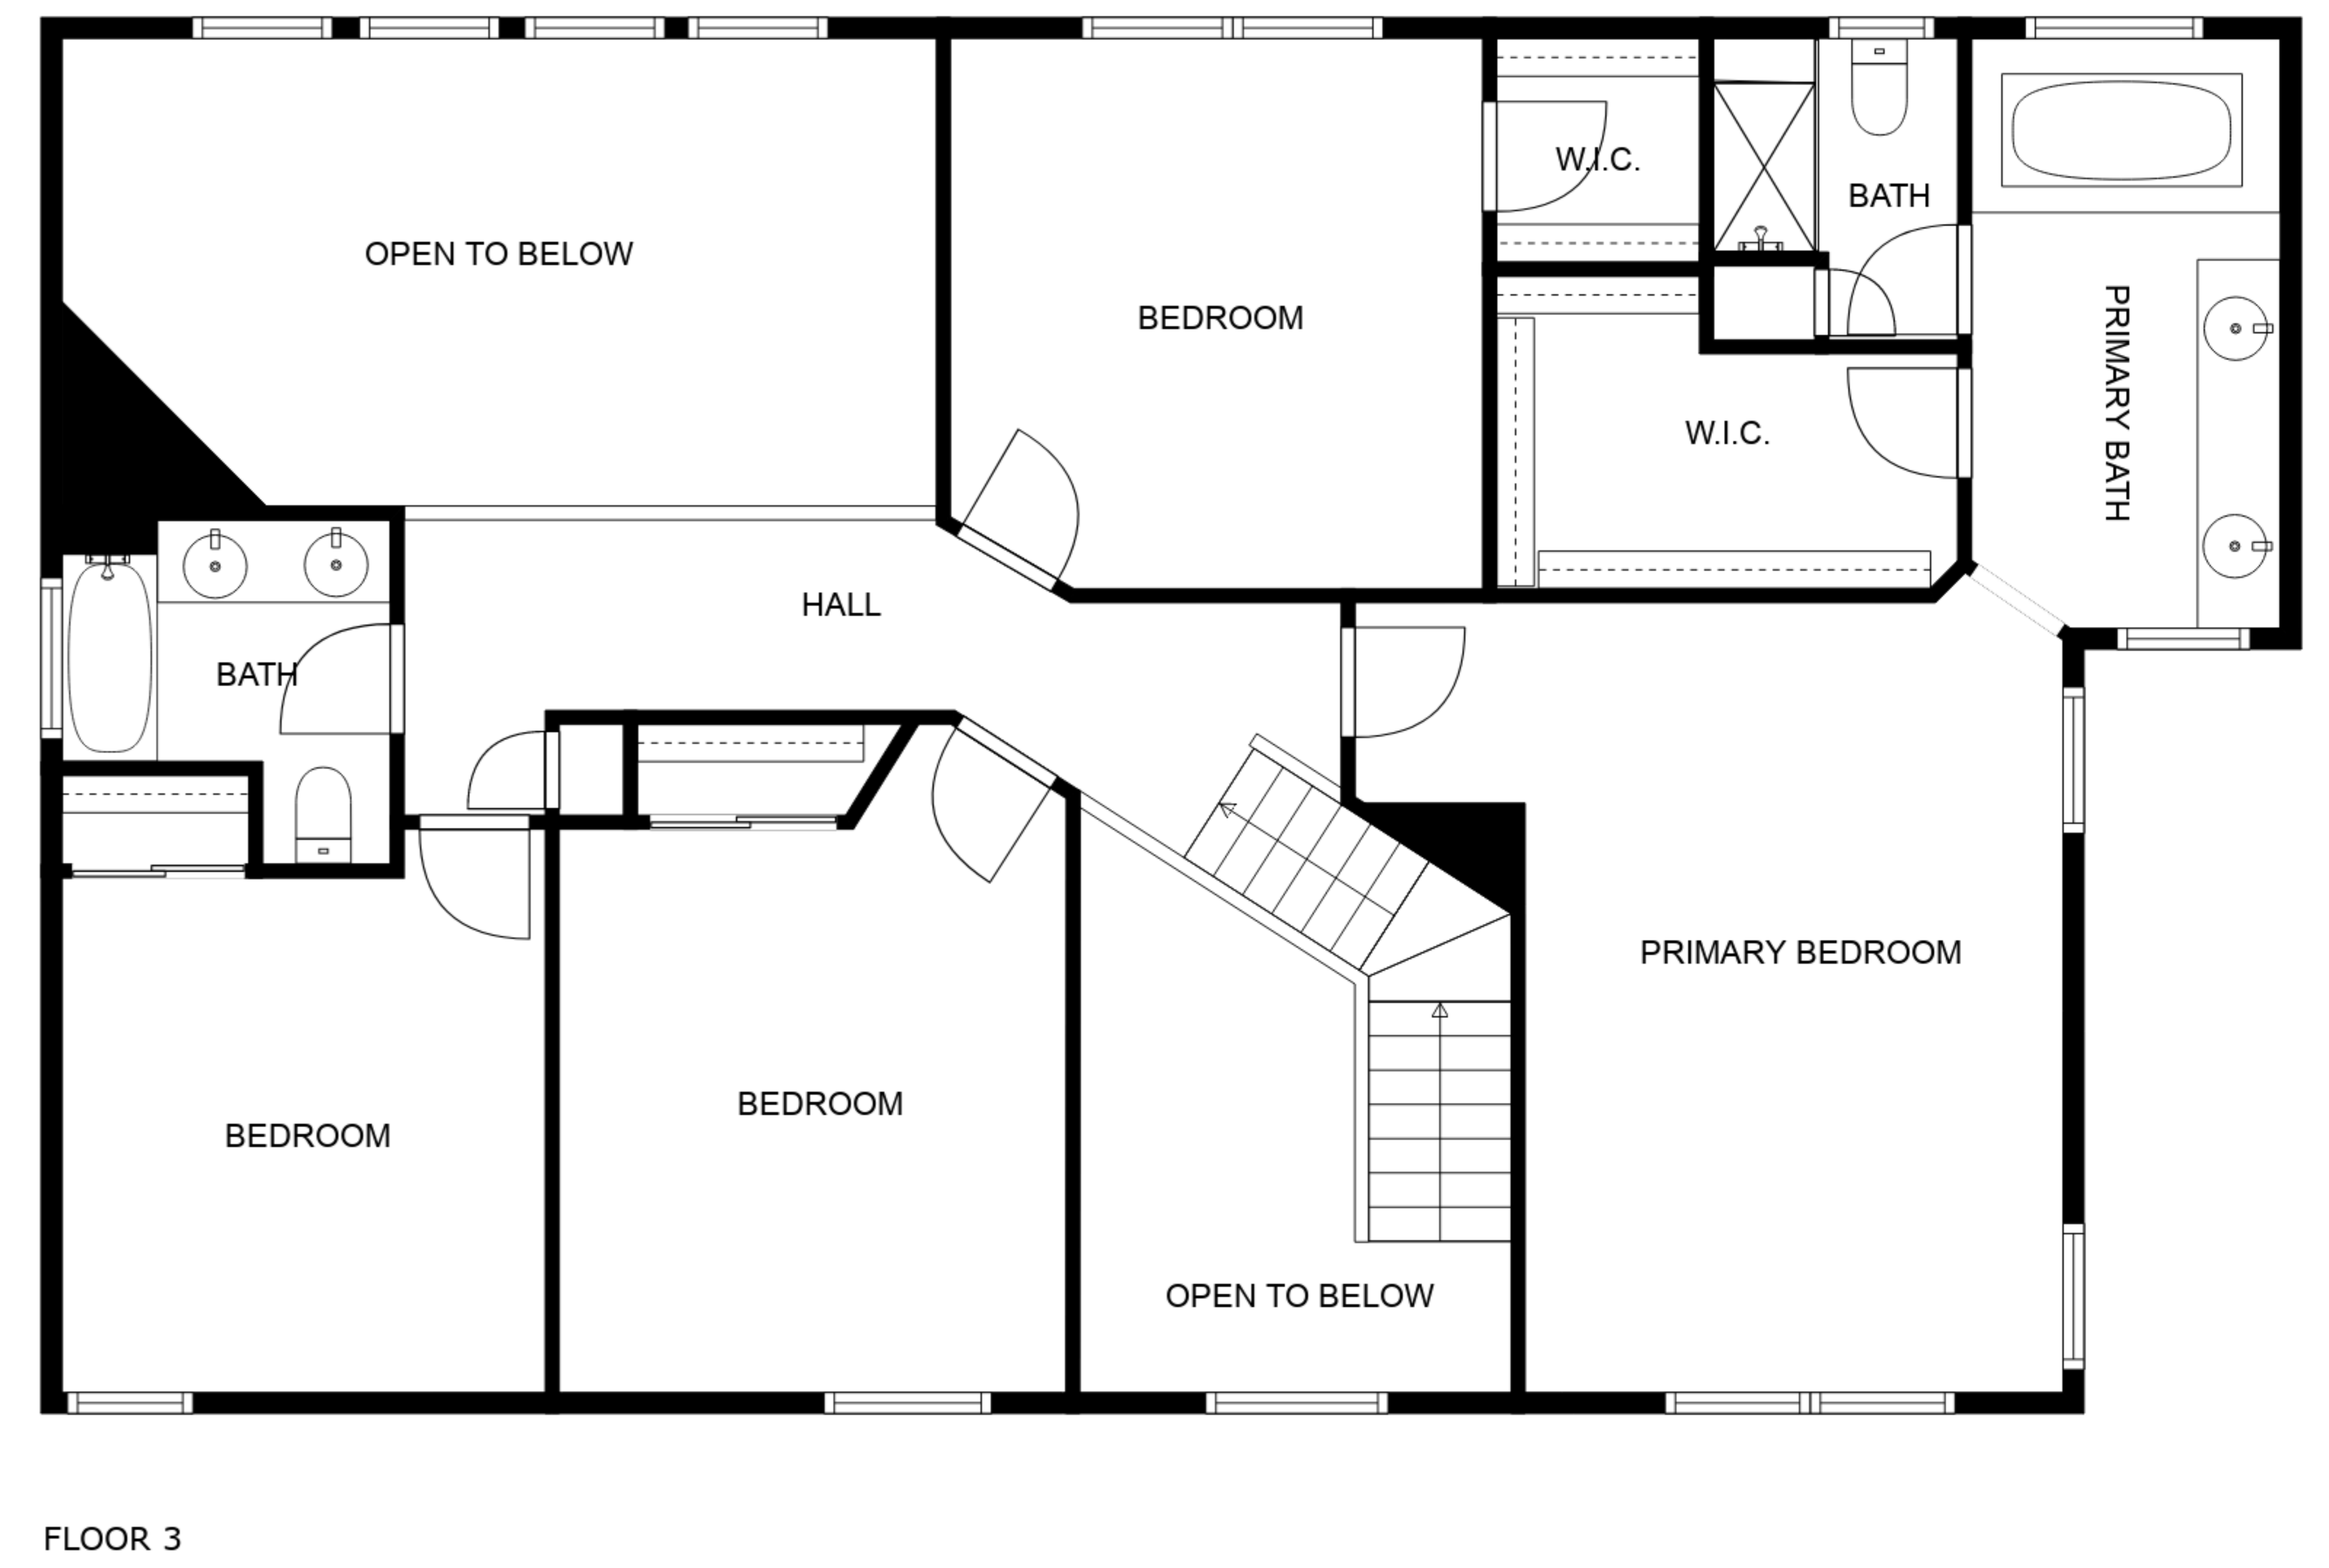 W.I.C.
BATH
OPEN TO BELOW
BEDROOM
PRIMARY BATH
W.I.C.
HALL
BATH
PRIMARY BEDROOM
BEDROOM
BEDROOM
OPEN TO BELOW
FLOOR 3